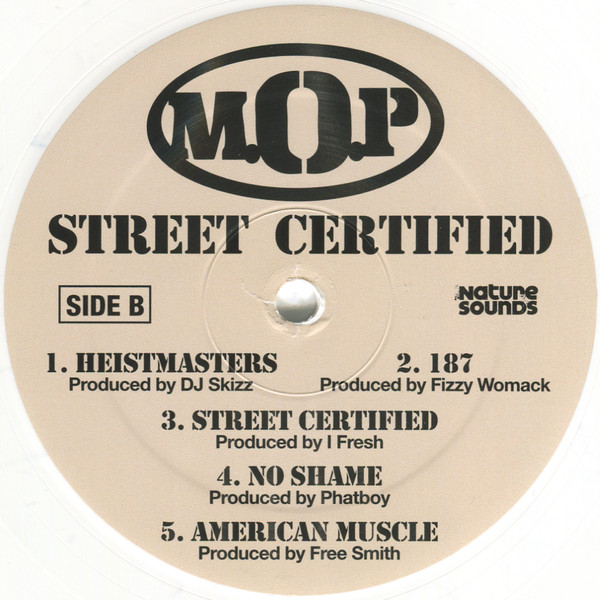 M.O.P
STREET CERTIFIED
SIDE B
Nature
SOUNDS
1. HEISTMASTERS
Produced by DJ Skizz
2. 187
Produced by Fizzy Womack
3. STREET CERTIFIED
Produced by I Fresh
4. NO SHAME
Produced by Phatboy
5. AMERICAN MUSCLE
Produced by Free Smith